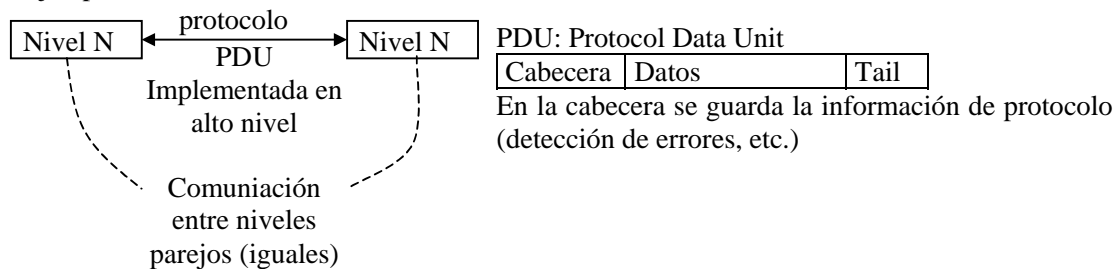 protocolo
Nivel N
Nivel N
PDU
Implementada en
alto nivel
Comuniación
entre niveles
parejos (iguales)
PDU: Protocol Data Unit
Cabecera Datos Tail
En la cabecera se guarda la información de protocolo
(detección de errores, etc.)